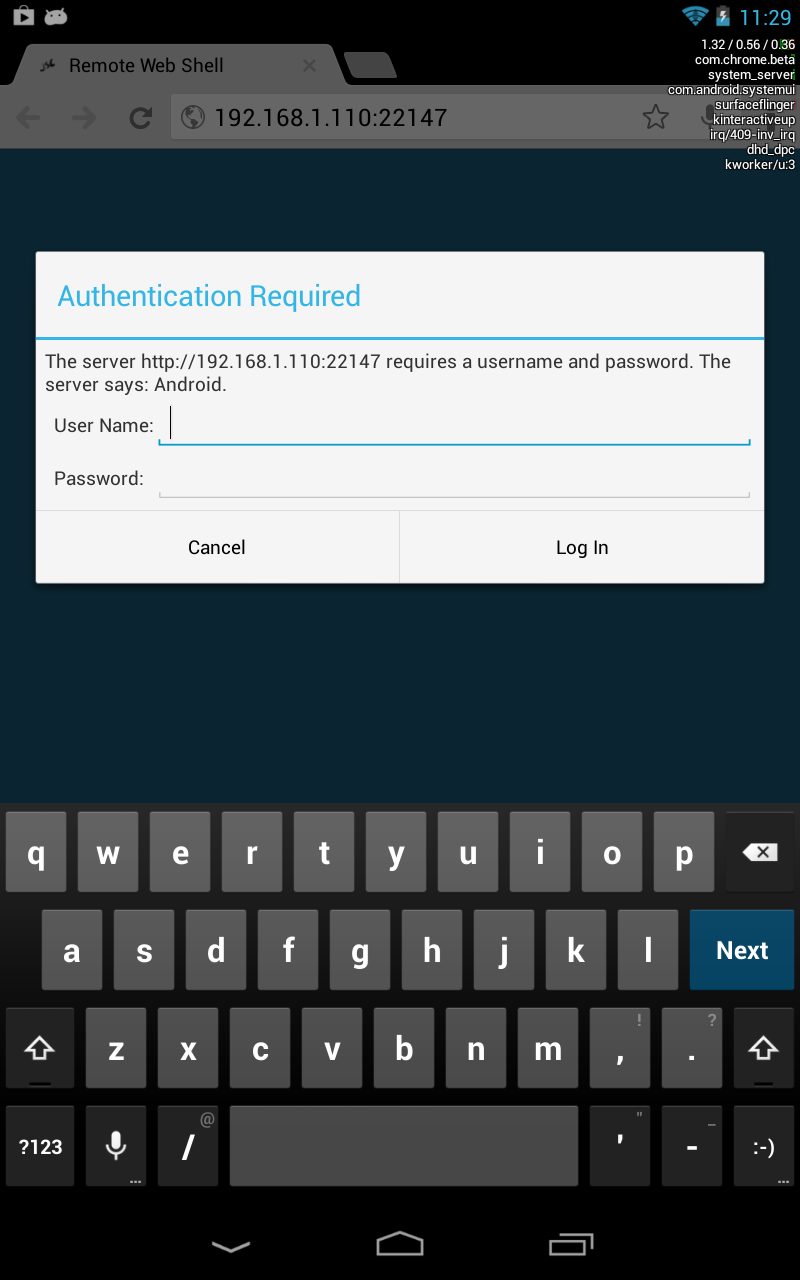 11:29
1.32 / 0.56 / 0.36
com.chrome.beta
system_server
com.android.systemui
surfaceflinger
kinteractiveup
irq/409-inv_irq
dhd_dpc
kworker/u:3
Remote Web Shell
192.168.1.110:22147
Authentication Required
The server http://192.168.1.110:22147 requires a username and password. The
server says: Android.
User Name:
Password:
Cancel Log In
q w e r t y u i o p
a s d f g h j k l Next
z x c v b n m , ! . ?
?123 / @ ' " - _ :-)